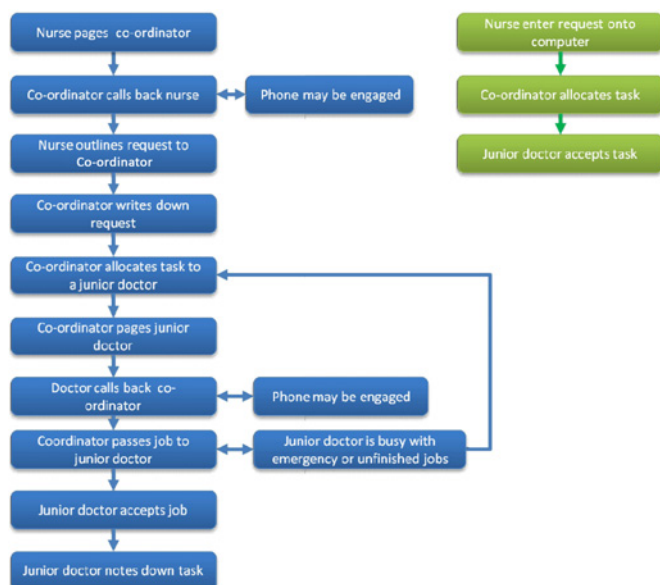 Nurse pages co-ordinator
Co-ordinator calls back nurse
Phone may be engaged
Nurse outlines request to
Co-ordinator
Co-ordinator writes down
request
Co-ordinator allocates task to
a junior doctor
Co-ordinator pages junior
doctor
Doctor calls back co-
ordinator
Phone may be engaged
Coordinator passes job to
junior doctor
Junior doctor is busy with
emergency or unfinished jobs
Junior doctor accepts job
Junior doctor notes down task
Nurse enter request onto
computer
Co-ordinator allocates task
Junior doctor accepts task